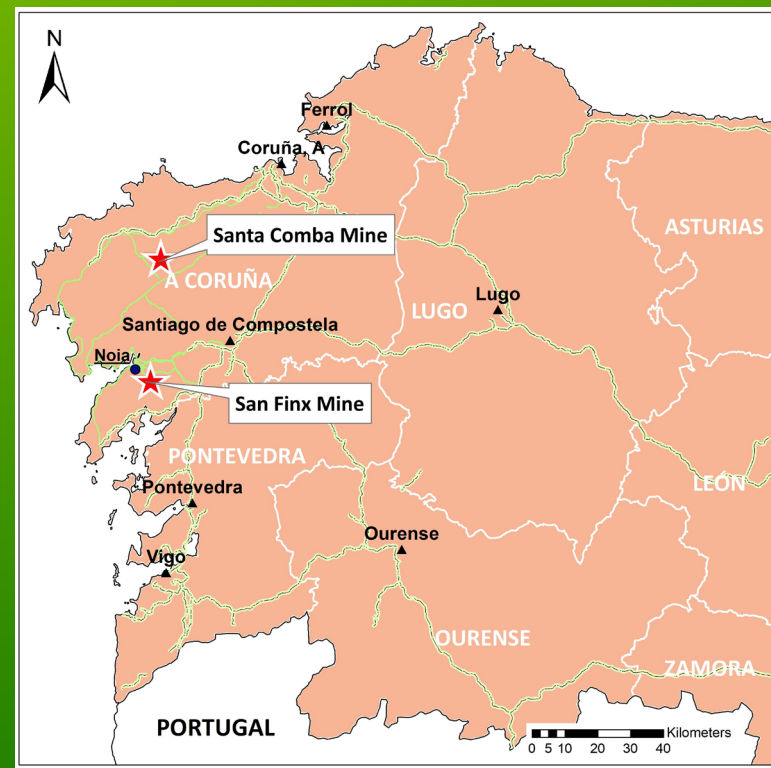 N
Ferrol
Coruña, A
Santa Comba Mine
ASTURIAS
A CORUÑA
LUGO
Lugo
Santiago de Compostela
Noia
San Finx Mine
PONTEVEDRA
LEÓN
Pontevedra
Ourense
Vigo
OURENSE
ZAMORA
PORTUGAL
Kilometers
0 5 10 20 30 40